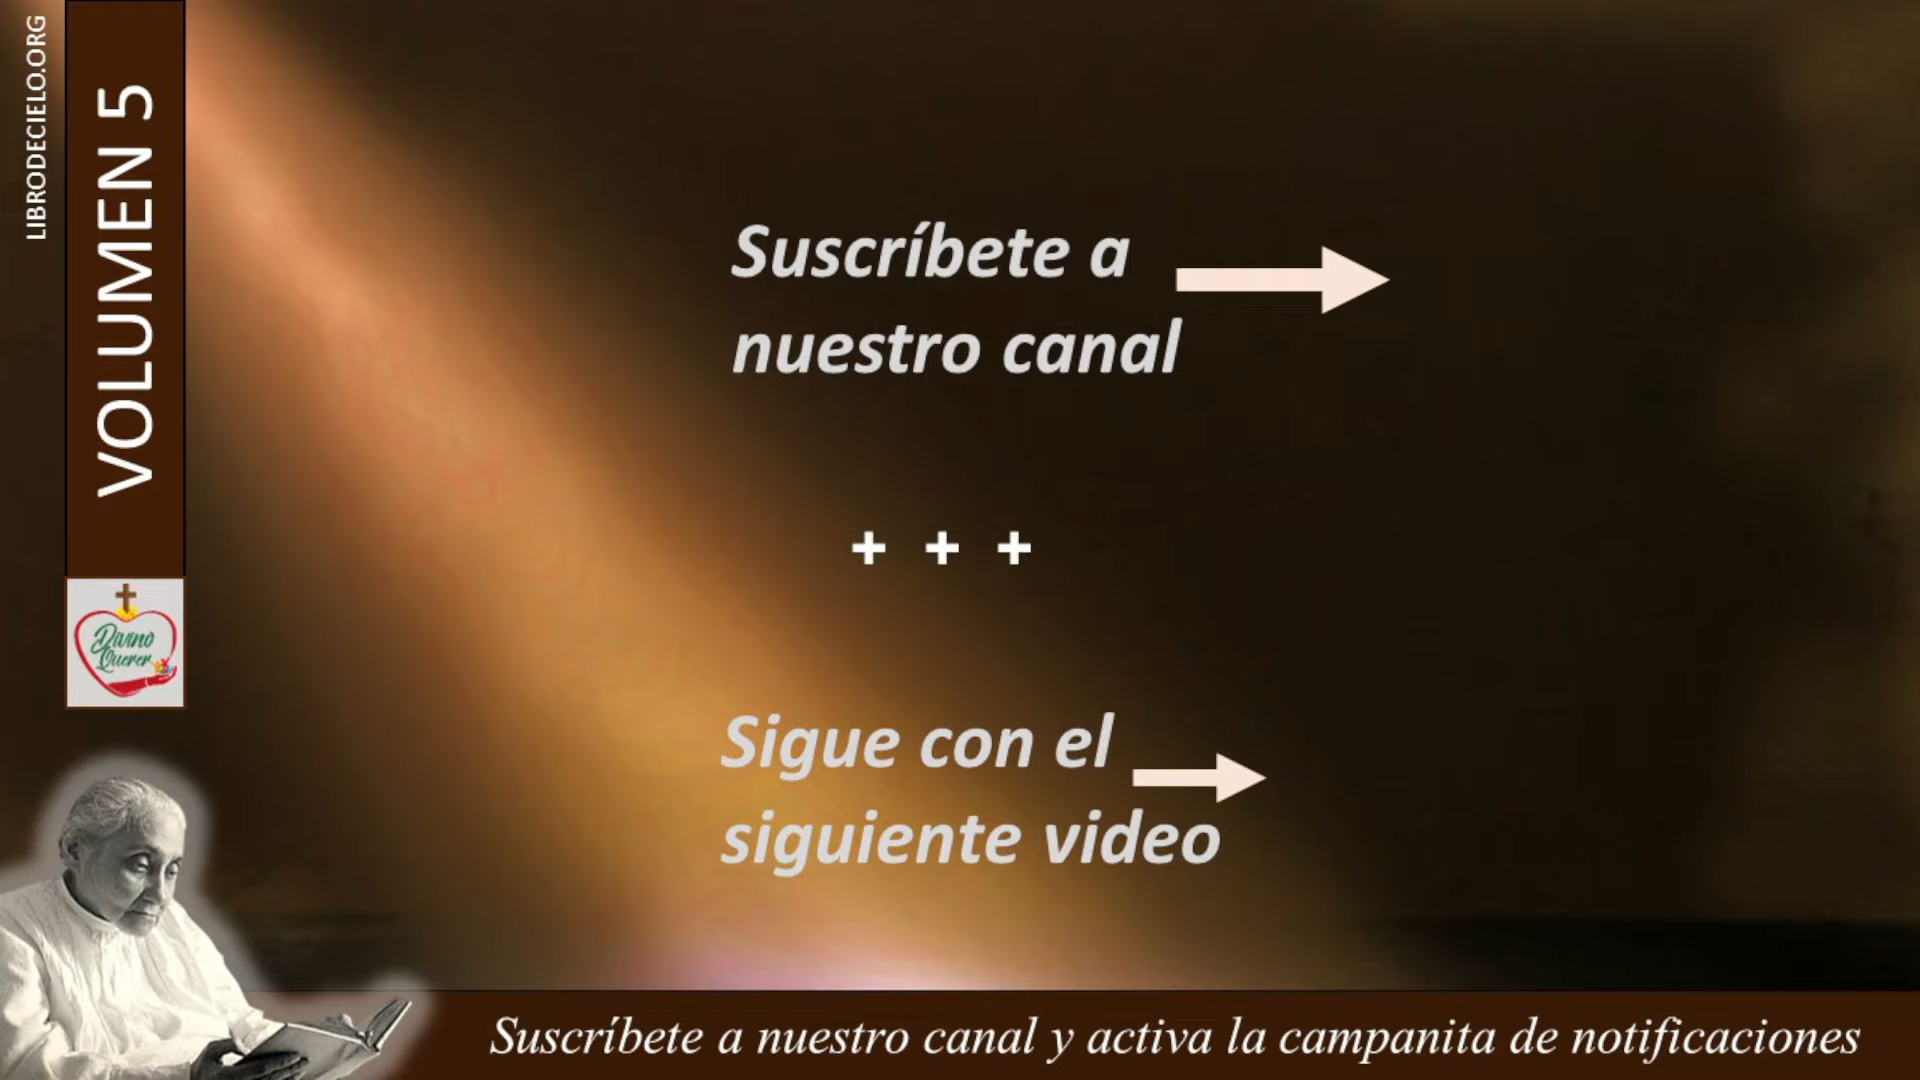 LIBRODECIELO.ORG
VOLUMEN 5
Divino
Querer
Suscríbete a
nuestro canal
+ + +
Sigue con el
siguiente video
Suscríbete a nuestro canal y activa la campanita de notificaciones